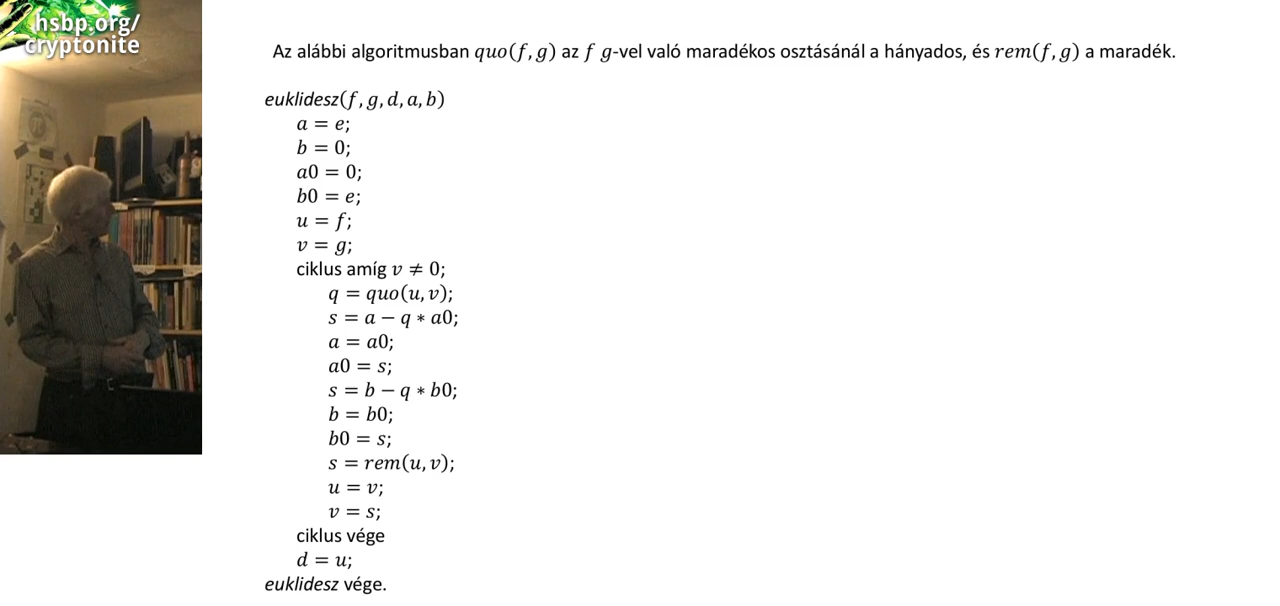 hsbp.org/
cryptonite
Az alábbi algoritmusban quo(f, g) az f g-vel való maradékos osztásánál a hányados, és rem(f, g) a maradék.
euklidesz(f, g, d, a, b)
a = e;
b = 0;
a0 = 0;
b0 = e;
u = f;
v = g;
ciklus amíg v ≠ 0;
q = quo(u, v);
s = a − q ∗ a0;
a = a0;
a0 = s;
s = b − q ∗ b0;
b = b0;
b0 = s;
s = rem(u, v);
u = v;
v = s;
ciklus vége
d = u;
euklidesz vége.